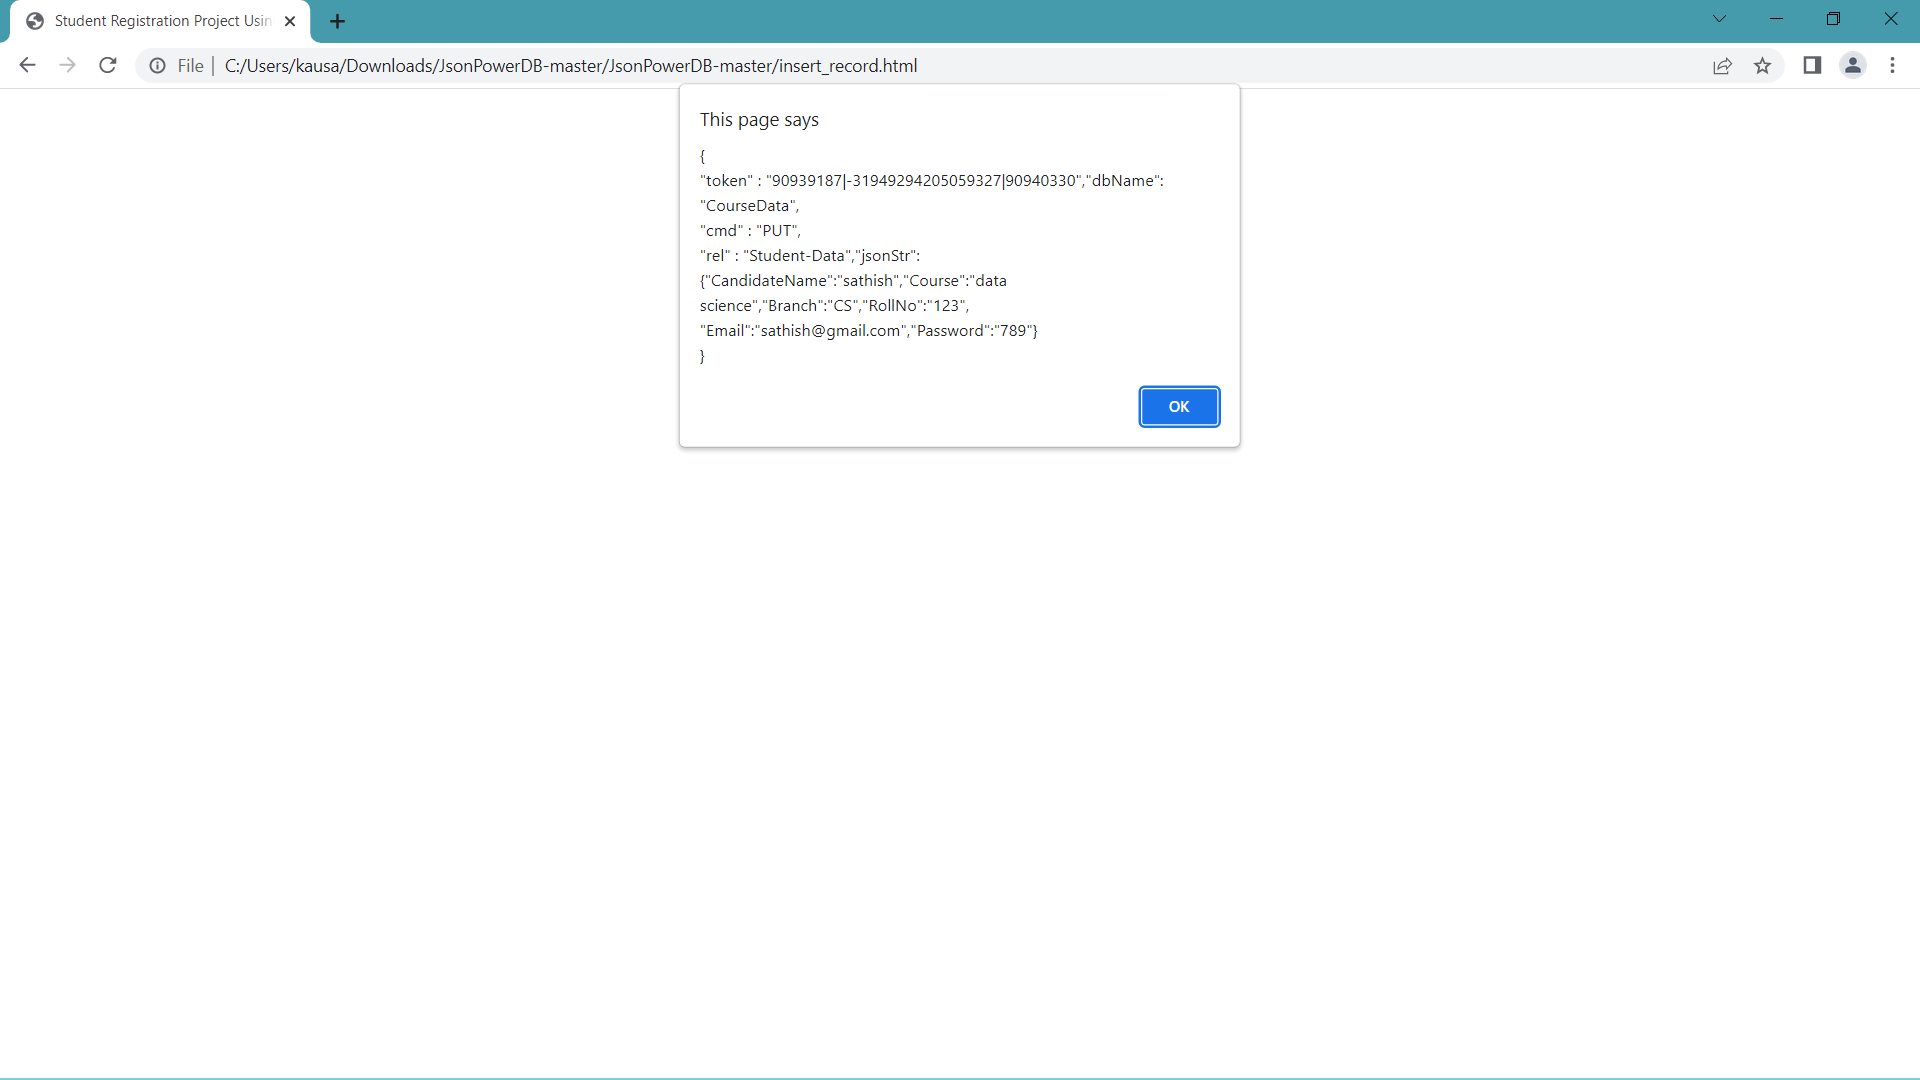 Student Registration Project Usin
File | C:/Users/kausa/Downloads/JsonPowerDB-master/JsonPowerDB-master/insert_record.html
This page says
{
"token" : "90939187|-31949294205059327|90940330","dbName":
"CourseData",
"cmd" : "PUT",
"rel" : "Student-Data","jsonStr":
{"CandidateName":"sathish","Course":"data
science","Branch":"CS","RollNo":"123",
"Email":"sathish@gmail.com","Password":"789"}
}
OK